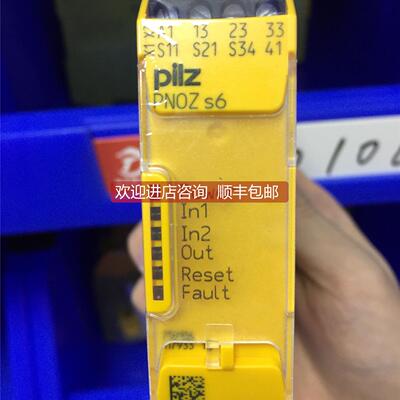 A1 13 23 33
S11 S21 S34 41
pilz
PNOZ s6
欢迎进店咨询 顺丰包邮
In1
In2
Out
Reset
Fault